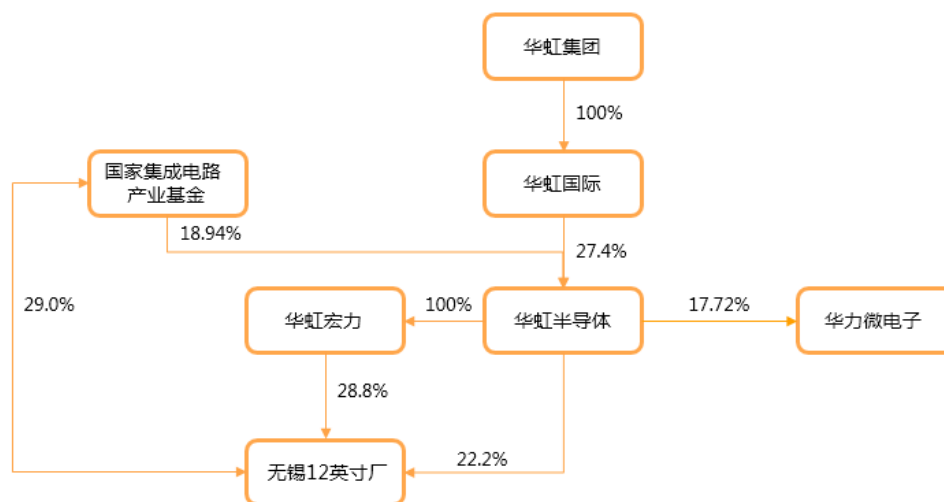 华虹集团
100%
国家集成电路
产业基金
华虹国际
18.94%
27.4%
29.0%
华虹宏力
100%
华虹半导体
17.72%
华力微电子
28.8%
无锡12英寸厂
22.2%